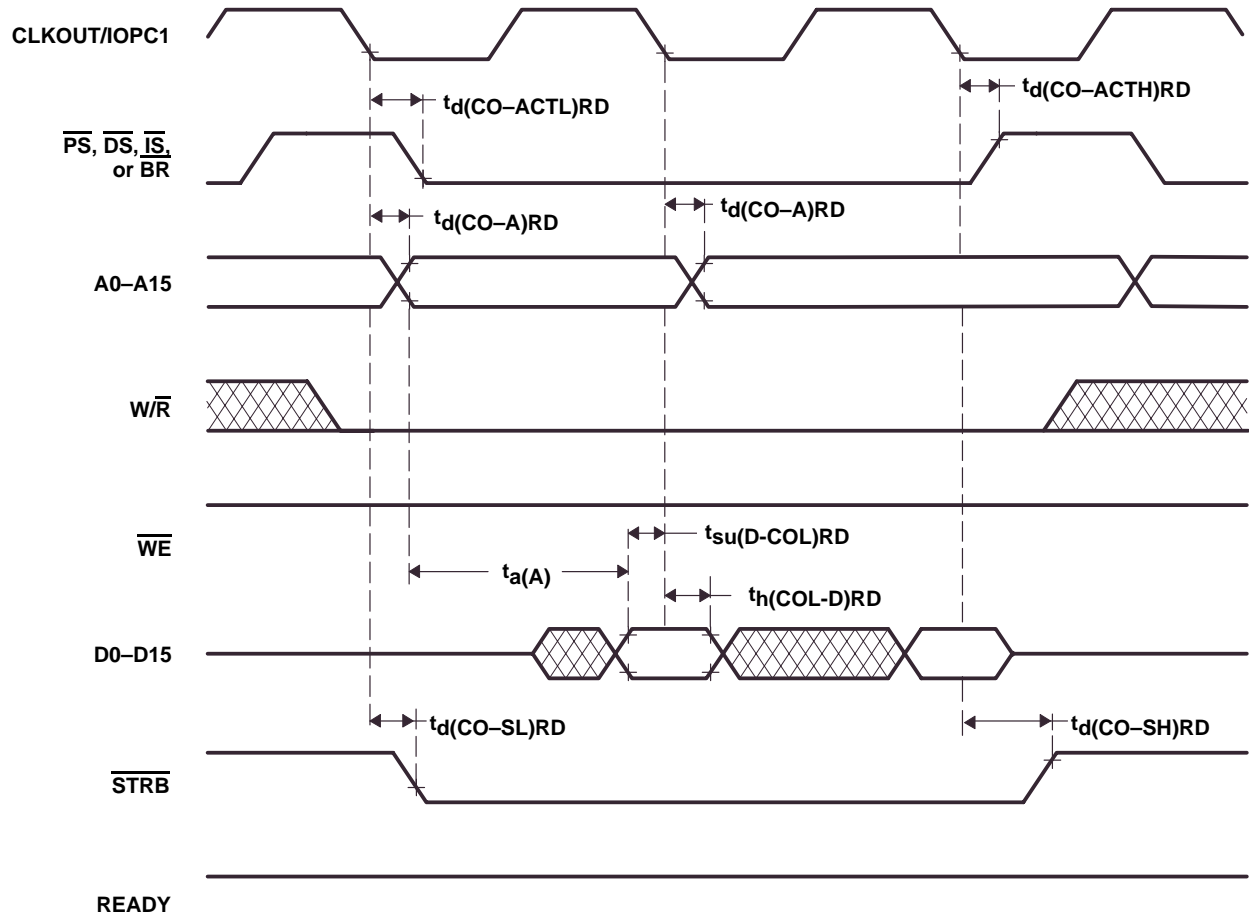 CLKOUT/IOPC1
td(CO–ACTL)RD
td(CO–ACTH)RD
PS, DS, IS,
or BR
td(CO–A)RD
td(CO–A)RD
A0–A15
W/R
WE
tsu(D-COL)RD
ta(A)
th(COL-D)RD
D0–D15
td(CO–SL)RD
td(CO–SH)RD
STRB
READY